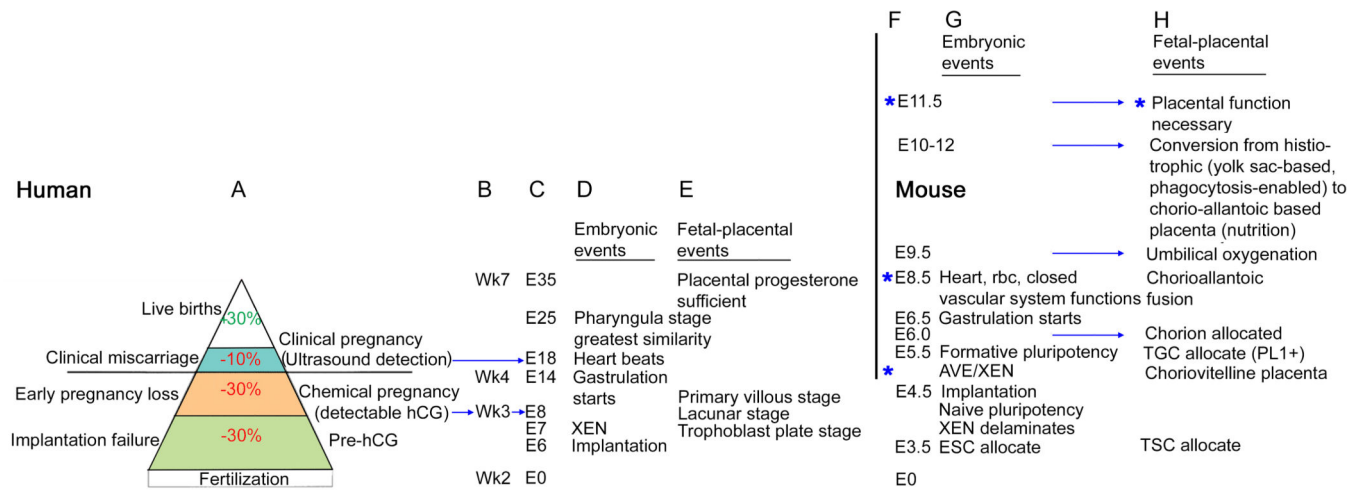 Human
A
Live births
+30%
Clinical pregnancy
(Ultrasound detection)
Clinical miscarriage
-10%
Early pregnancy loss
-30%
Chemical pregnancy
(detectable hCG)
Implantation failure
-30%
Pre-hCG
Fertilization
B
C
D
E
Embryonic
events
Fetal-placental
events
Wk7 E35
Placental progesterone
sufficient
E25 Pharyngula stage
greatest similarity
E18 Heart beats
Wk4 E14 Gastrulation
starts
Primary villous stage
Wk3 E8 Lacunar stage
E7 XEN Trophoblast plate stage
E6 Implantation
Wk2 E0
Mouse
F
G
H
Embryonic
events
Fetal-placental
events
*E11.5 * Placental function
necessary
E10-12 Conversion from histio-
trophic (yolk sac-based,
phagocytosis-enabled) to
chorio-allantoic based
placenta (nutrition)
E9.5 Umbilical oxygenation
*E8.5 Heart, rbc, closed Chorioallantoic
vascular system functions fusion
E6.5 Gastrulation starts
E6.0 Chorion allocated
E5.5 Formative pluripotency TGC allocate (PL1+)
* AVE/XEN Choriovitelline placenta
E4.5 Implantation
Naive pluripotency
XEN delaminates
E3.5 ESC allocate TSC allocate
E0